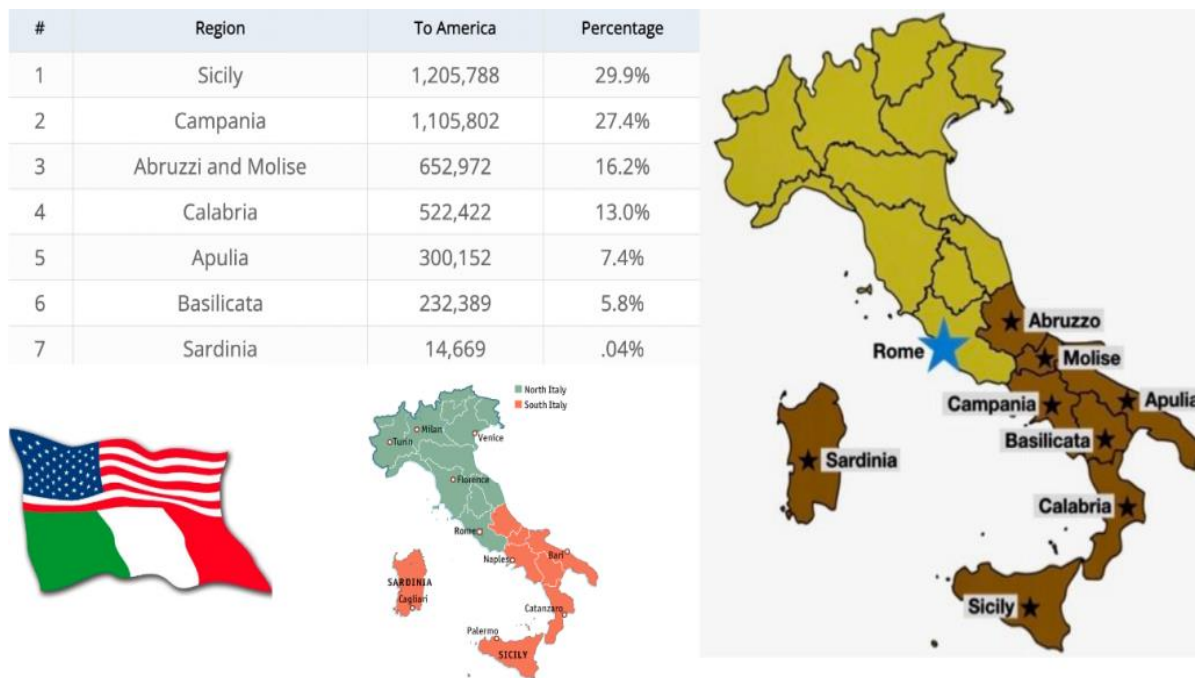 # Region To America Percentage
1 Sicily 1,205,788 29.9%
2 Campania 1,105,802 27.4%
3 Abruzzi and Molise 652,972 16.2%
4 Calabria 522,422 13.0%
5 Apulia 300,152 7.4%
6 Basilicata 232,389 5.8%
7 Sardinia 14,669 .04%
North Italy
South Italy
Milan
Turin
Venice
Florence
Rome
Naples
Bari
SARDINIA
Cagliari
Catanzaro
Palermo
SICILY
Abruzzo
Rome
Molise
Campania
Apulia
Basilicata
Sardinia
Calabria
Sicily